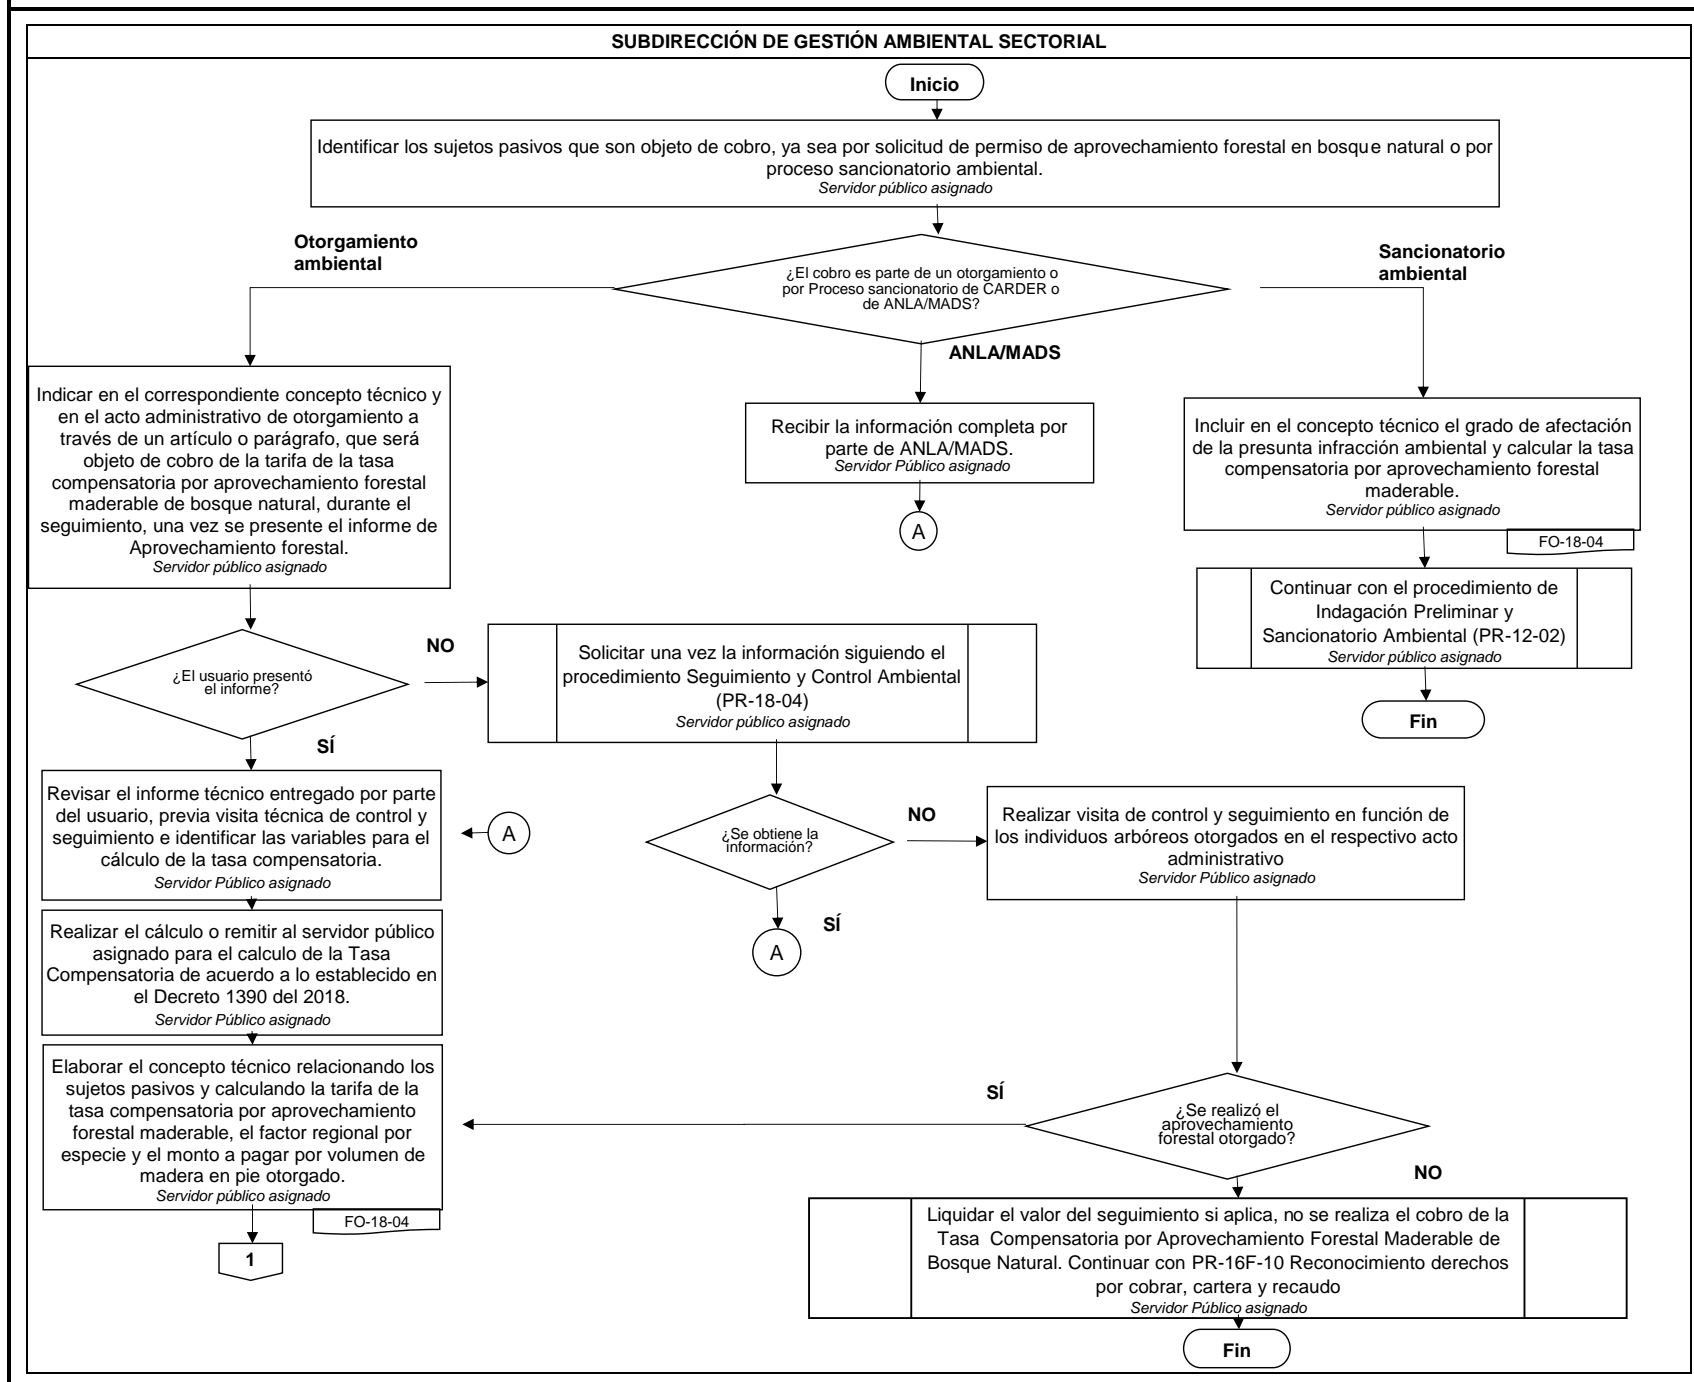 SUBDIRECCIÓN DE GESTIÓN AMBIENTAL SECTORIAL
Inicio
Identificar los sujetos pasivos que son objeto de cobro, ya sea por solicitud de permiso de aprovechamiento forestal en bosque natural o por
proceso sancionatorio ambiental.
Servidor público asignado
Otorgamiento
ambiental
¿El cobro es parte de un otorgamiento o
por Proceso sancionatorio de CARDER o
de ANLA/MADS?
Sancionatorio
ambiental
ANLA/MADS
Indicar en el correspondiente concepto técnico y
en el acto administrativo de otorgamiento a
través de un artículo o parágrafo, que será
objeto de cobro de la tarifa de la tasa
compensatoria por aprovechamiento forestal
maderable de bosque natural, durante el
seguimiento, una vez se presente el informe de
Aprovechamiento forestal.
Servidor público asignado
Recibir la información completa por
parte de ANLA/MADS.
Servidor Público asignado
A
Incluir en el concepto técnico el grado de afectación
de la presunta infracción ambiental y calcular la tasa
compensatoria por aprovechamiento forestal
maderable.
Servidor público asignado
FO-18-04
Continuar con el procedimiento de
Indagación Preliminar y
Sancionatorio Ambiental (PR-12-02)
Servidor público asignado
Fin
¿El usuario presentó
el informe?
NO
Solicitar una vez la información siguiendo el
procedimiento Seguimiento y Control Ambiental
(PR-18-04)
Servidor público asignado
SÍ
Revisar el informe técnico entregado por parte
del usuario, previa visita técnica de control y
seguimiento e identificar las variables para el
cálculo de la tasa compensatoria.
Servidor Público asignado
A
¿Se obtiene la
información?
NO
Realizar visita de control y seguimiento en función de
los individuos arbóreos otorgados en el respectivo acto
administrativo
Servidor Público asignado
SÍ
A
Realizar el cálculo o remitir al servidor público
asignado para el calculo de la Tasa
Compensatoria de acuerdo a lo establecido en
el Decreto 1390 del 2018.
Servidor Público asignado
Elaborar el concepto técnico relacionando los
sujetos pasivos y calculando la tarifa de la
tasa compensatoria por aprovechamiento
forestal maderable, el factor regional por
especie y el monto a pagar por volumen de
madera en pie otorgado.
Servidor público asignado
FO-18-04
1
SÍ
¿Se realizó el
aprovechamiento
forestal otorgado?
NO
Liquidar el valor del seguimiento si aplica, no se realiza el cobro de la
Tasa Compensatoria por Aprovechamiento Forestal Maderable de
Bosque Natural. Continuar con PR-16F-10 Reconocimiento derechos
por cobrar, cartera y recaudo
Servidor Público asignado
Fin